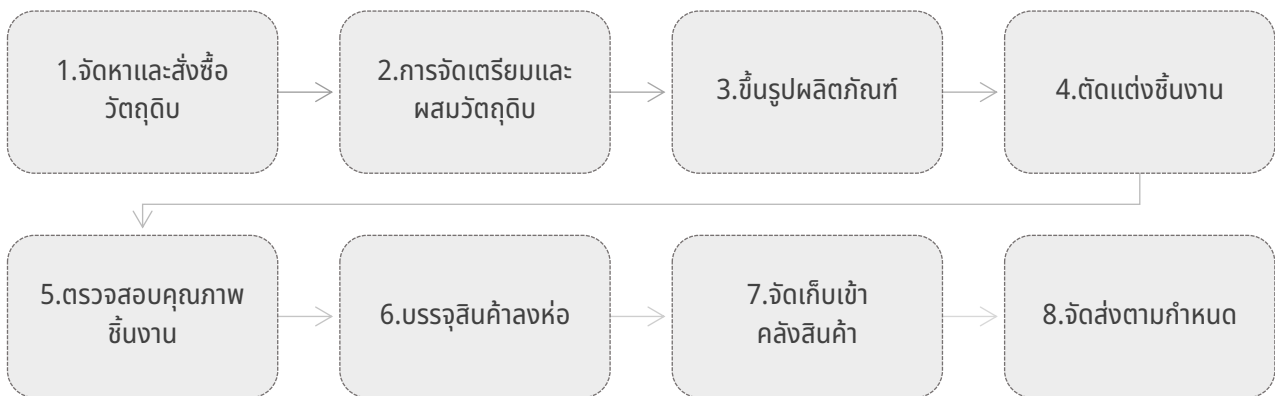 1.จัดหาและสั่งซื้อ
วัตถุดิบ
2.การจัดเตรียมและ
ผสมวัตถุดิบ
3.ขึ้นรูปผลิตภัณฑ์
4.ตัดแต่งชิ้นงาน
5.ตรวจสอบคุณภาพ
ชิ้นงาน
6.บรรจุสินค้าลงห่อ
7.จัดเก็บเข้า
คลังสินค้า
8.จัดส่งตามกำหนด